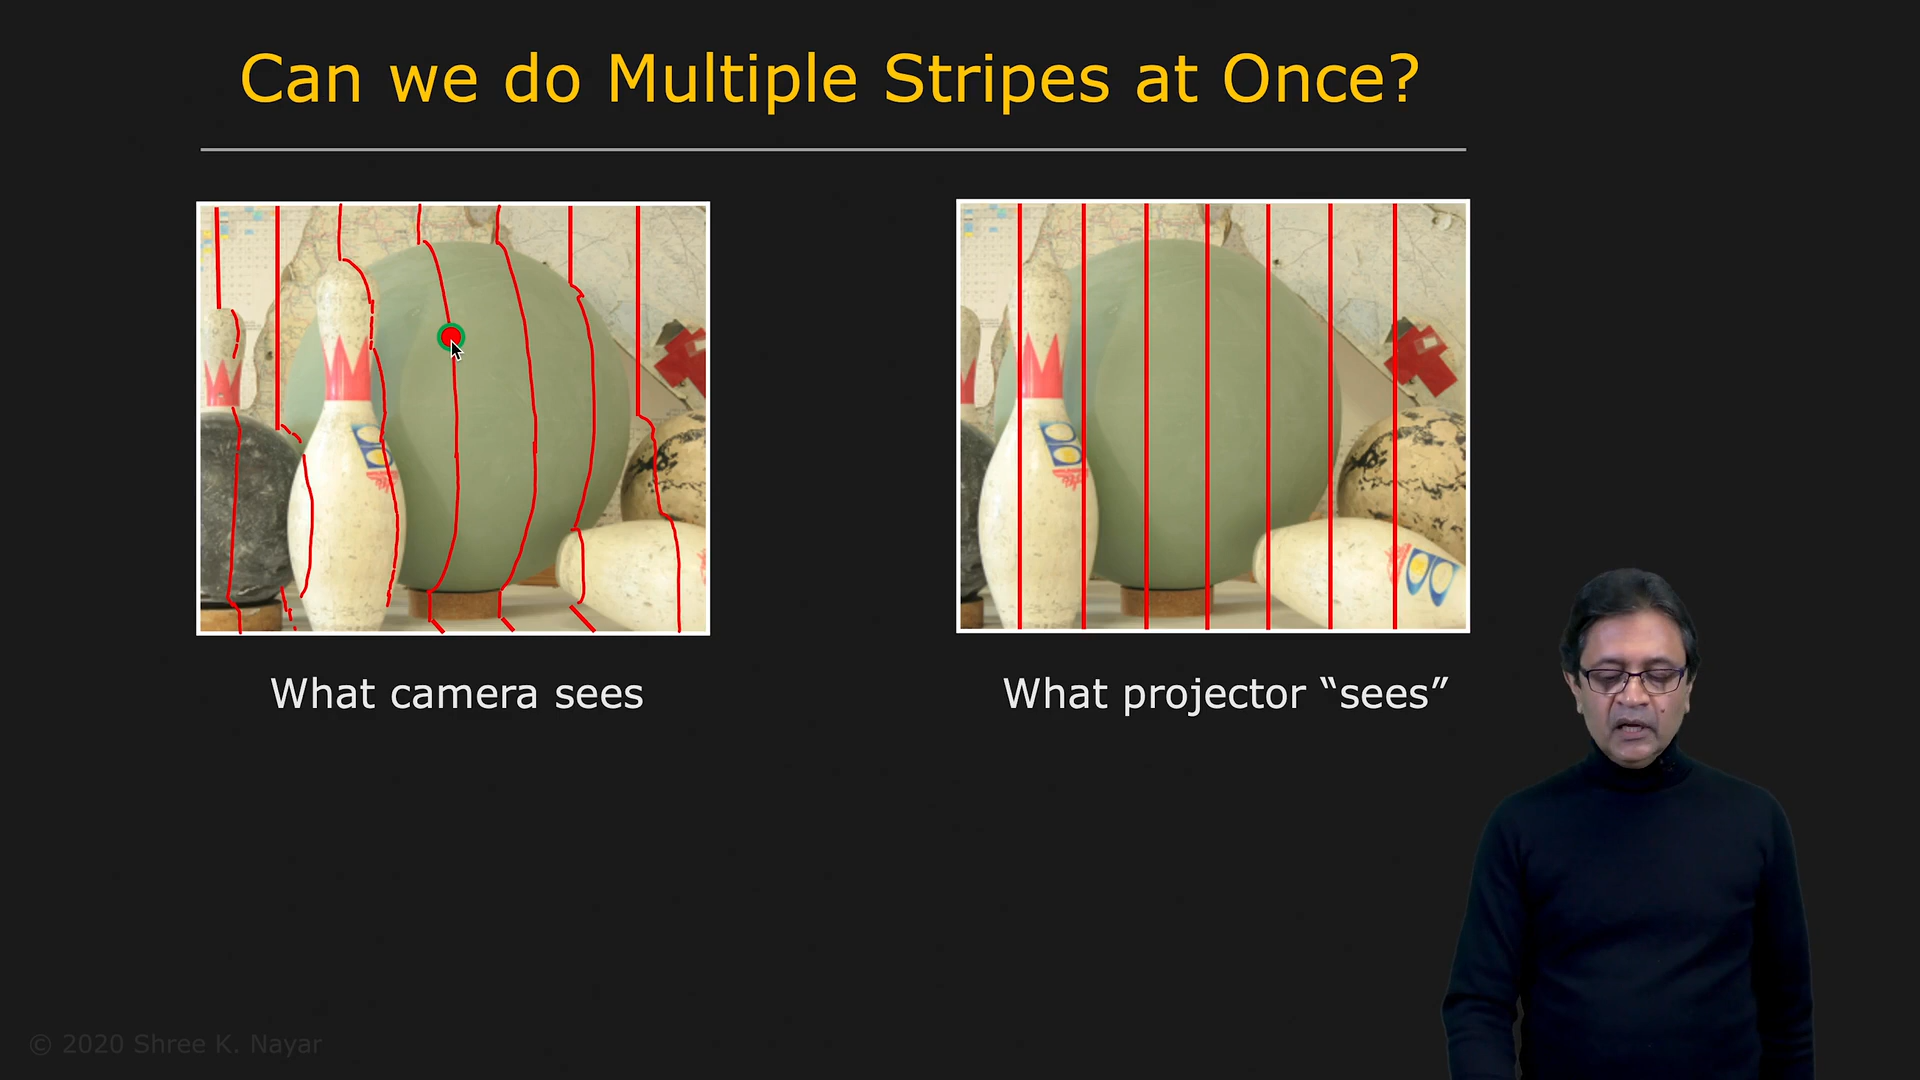 Can we do Multiple Stripes at Once?
What camera sees
What projector “sees”
© 2020 Shree K. Nayar